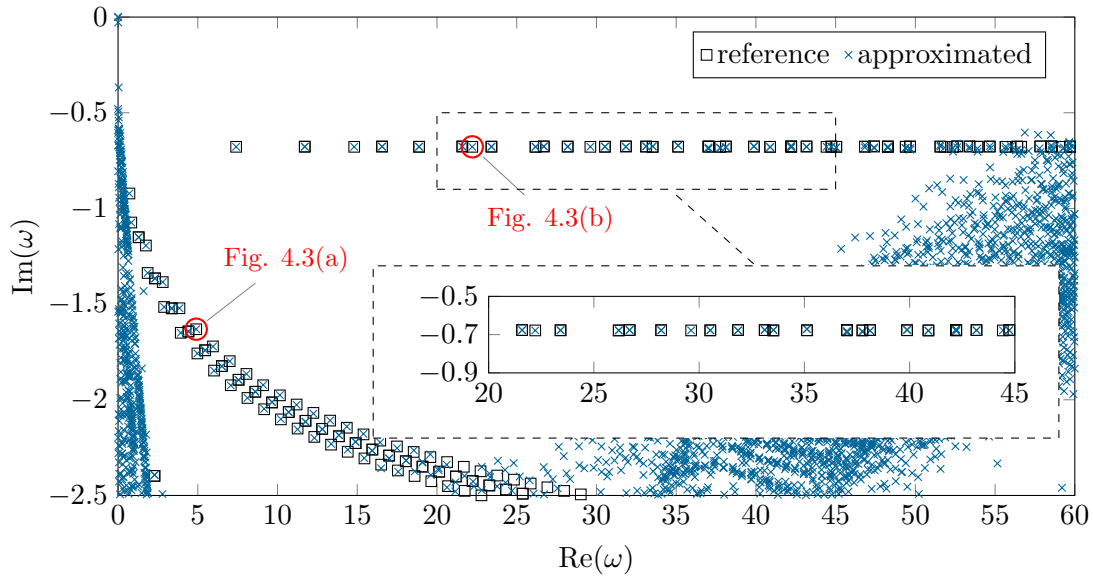 reference approximated
Fig. 4.3(b)
Fig. 4.3(a)
Im(ω)
0
−0.5
−1
−1.5
−2
−2.5
−0.5
−0.7
−0.9
20 25 30 35 40 45
0 5 10 15 20 25 30 35 40 45 50 55 60
Re(ω)